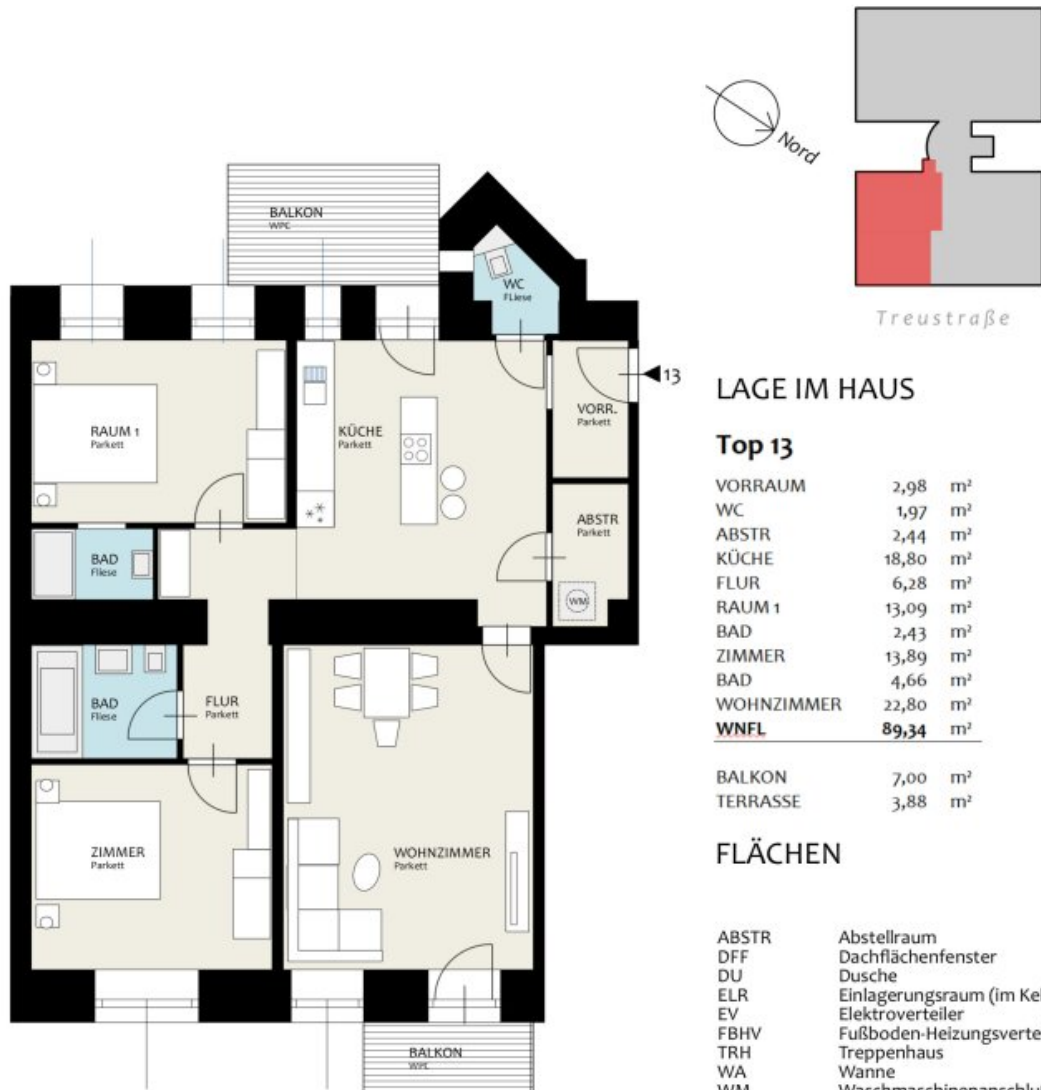 Nord
Treustraße
BALKON
WPC
WC
FLiese
13
VORR.
Parkett
RAUM 1
Parkett
KÜCHE
Parkett
ABSTR
Parkett
WM
BAD
Fliese
BAD
Fliese
FLUR
Parkett
ZIMMER
Parkett
WOHNZIMMER
Parkett
BALKON
WPC
LAGE IM HAUS
Top 13
VORRAUM 2,98 m²
WC 1,97 m²
ABSTR 2,44 m²
KÜCHE 18,80 m²
FLUR 6,28 m²
RAUM 1 13,09 m²
BAD 2,43 m²
ZIMMER 13,89 m²
BAD 4,66 m²
WOHNZIMMER 22,80 m²
WNFL 89,34 m²
BALKON 7,00 m²
TERRASSE 3,88 m²
FLÄCHEN
ABSTR Abstellraum
DFF Dachflächenfenster
DU Dusche
ELR Einlagerungsraum (im Kel
EV Elektroverteiler
FBHV Fußboden-Heizungsverte
TRH Treppenhaus
WA Wanne
WM Waschmaschinenanschlu